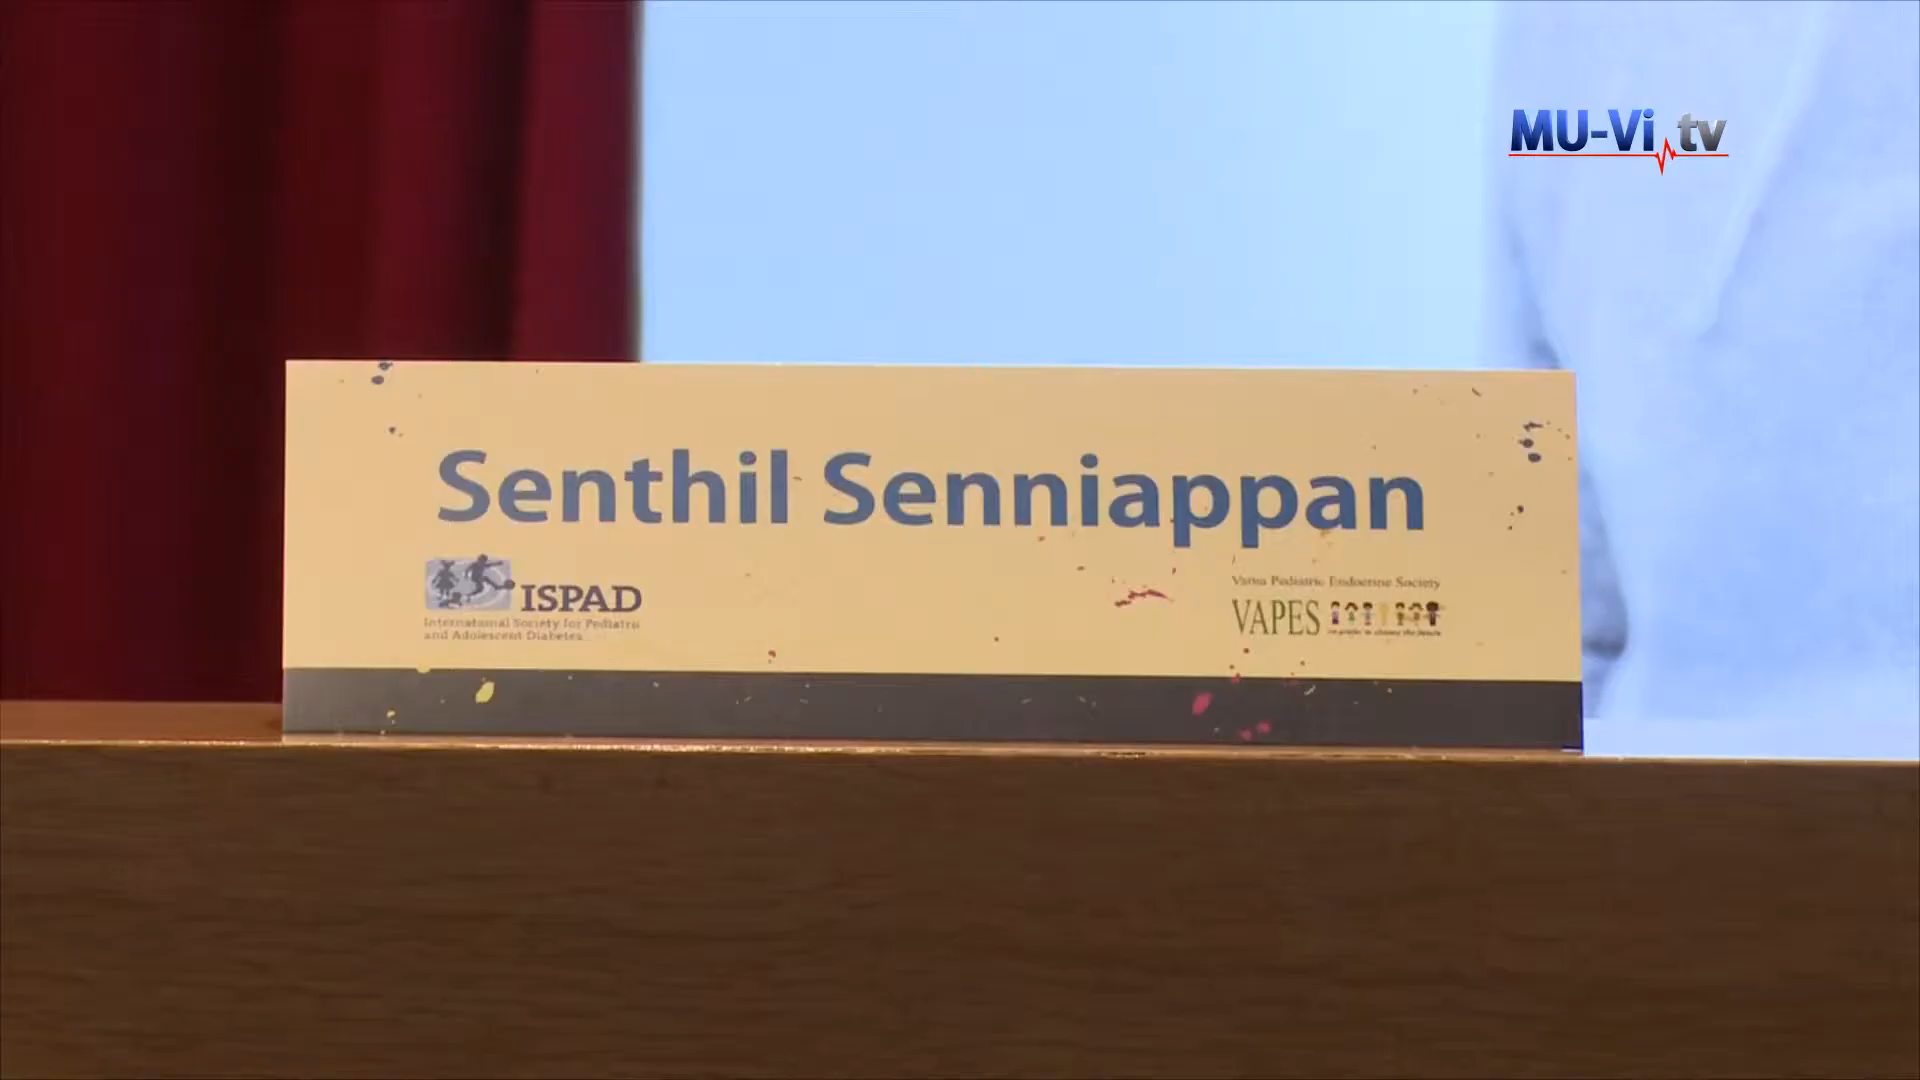 MU-Vi.tv
Senthil Senniappan
ISPAD
International Society for Pediatric
and Adolescent Diabetes
Varna Pediatric Endocrine Society
VAPES